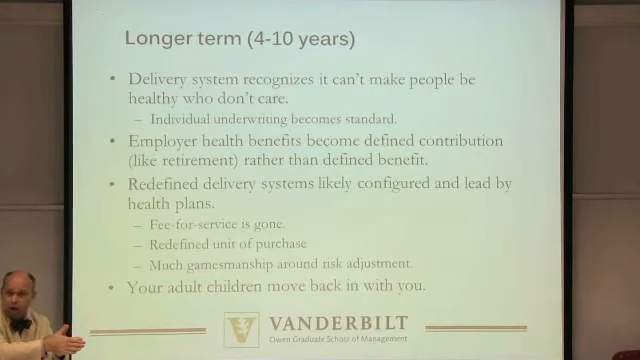 Longer term (4-10 years)
• Delivery system recognizes it can't make people be
healthy who don't care.
– Individual underwriting becomes standard.
• Employer health benefits become defined contribution
(like retirement) rather than defined benefit.
• Redefined delivery systems likely configured and lead by
health plans.
– Fee-for-service is gone.
– Redefined unit of purchase
– Much gamesmanship around risk adjustment.
• Your adult children move back in with you.
V
VANDERBILT
Owen Graduate School of Management